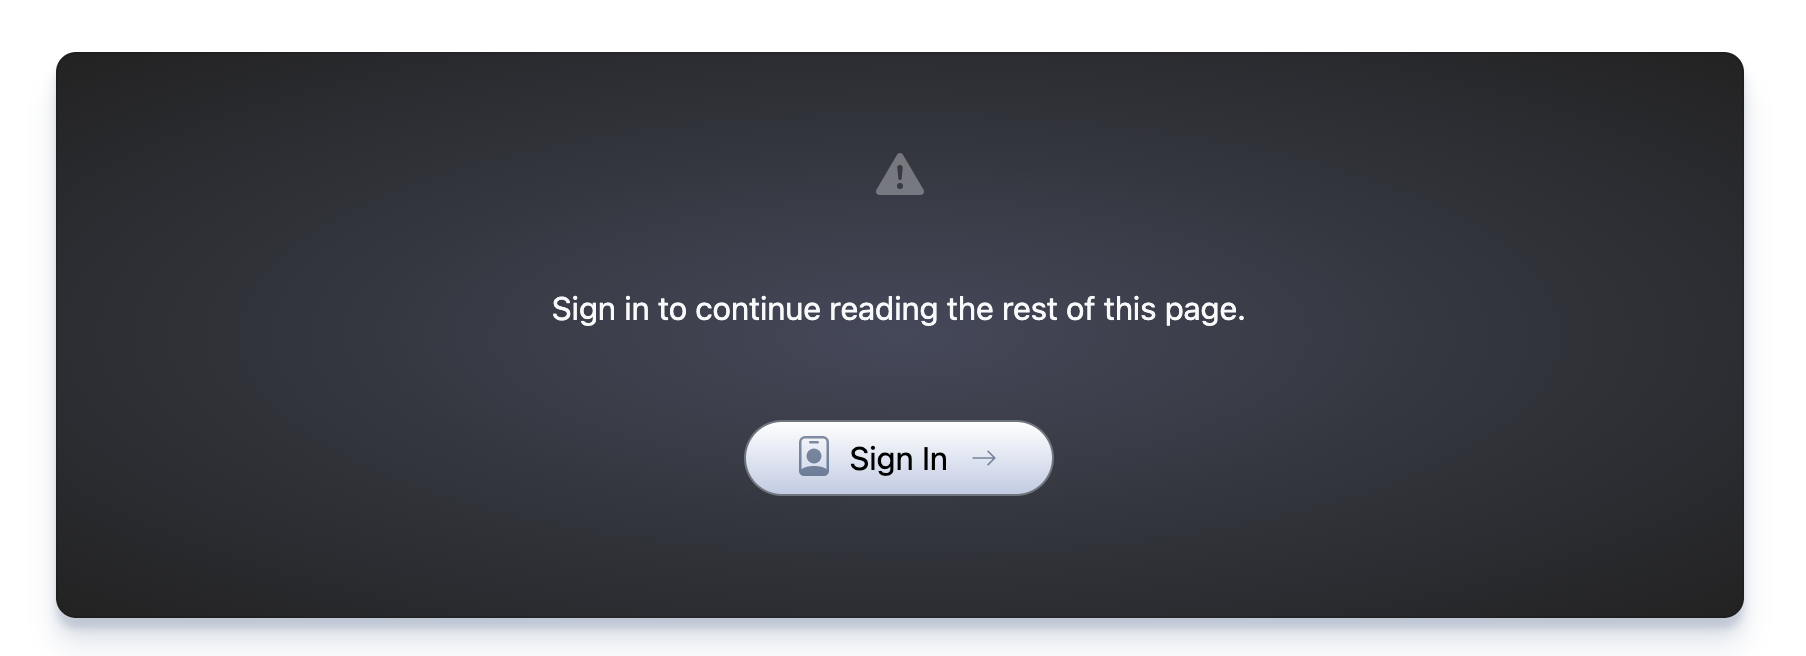 Sign in to continue reading the rest of this page.
Sign In